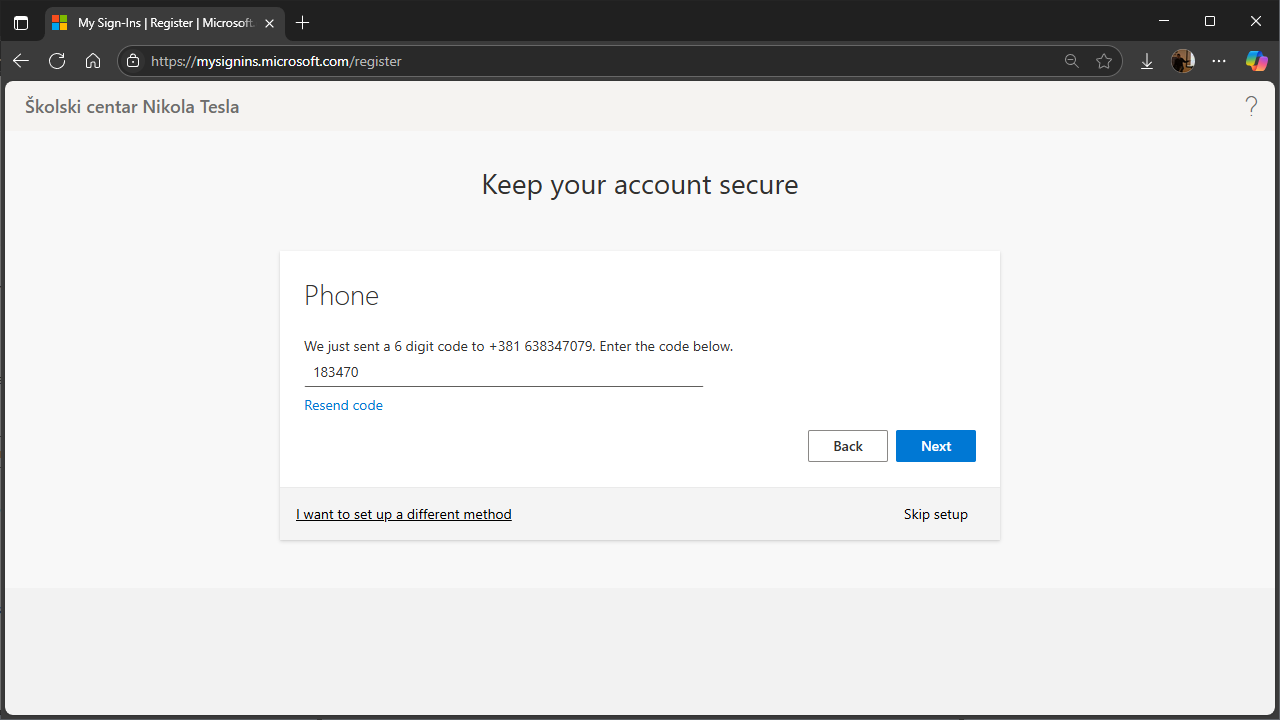 My Sign-Ins | Register | Microsoft.
https://mysignins.microsoft.com/register
Školski centar Nikola Tesla
?
Keep your account secure
Phone
We just sent a 6 digit code to +381 638347079. Enter the code below.
183470
Resend code
Back
Next
I want to set up a different method
Skip setup